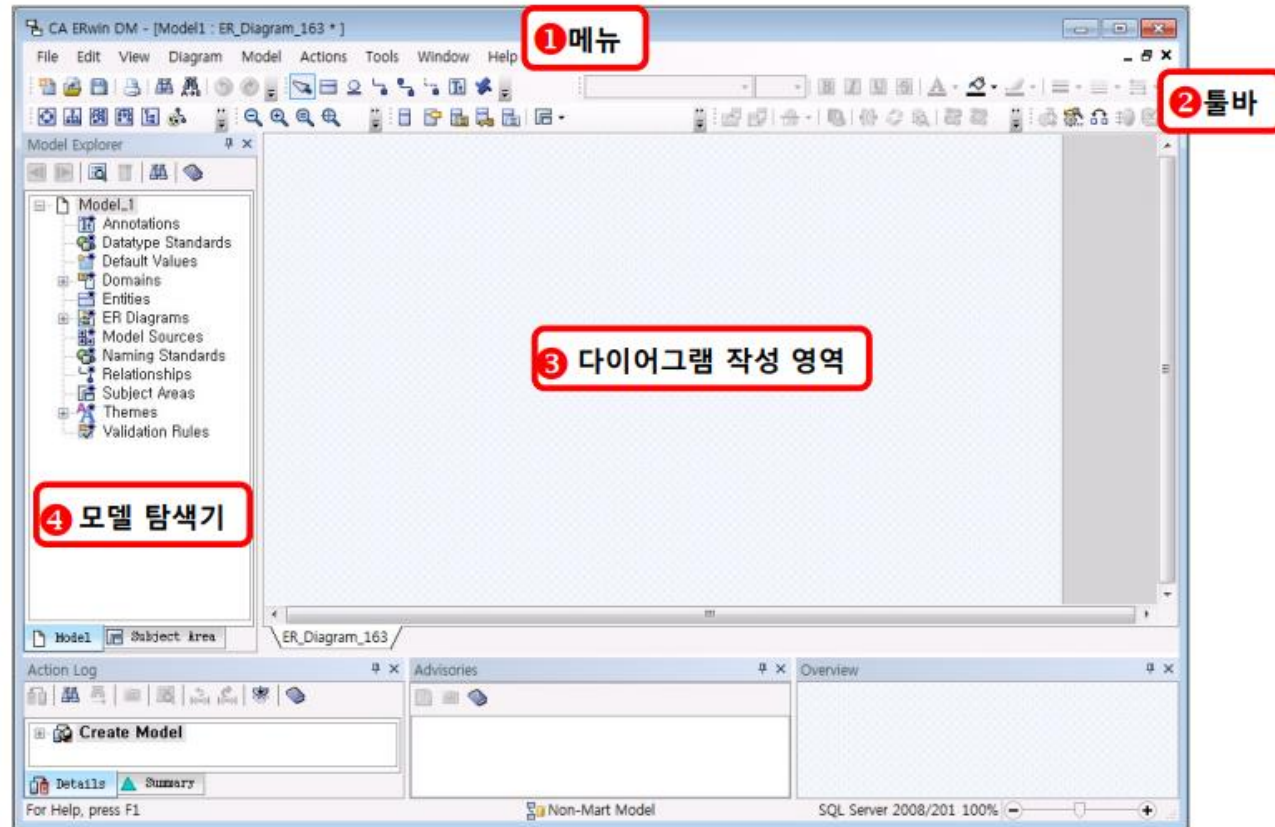 CA ERwin DM - [Model1 : ER_Diagram_163 * ]
❶메뉴
File Edit View Diagram Model Actions Tools Window Help
❷툴바
Model Explorer
Model_1
Annotations
Datatype Standards
Default Values
Domains
Entities
ER Diagrams
Model Sources
Naming Standards
Relationships
Subject Areas
Themes
Validation Rules
❸ 다이어그램 작성 영역
❹ 모델 탐색기
Model Subject Area
ER_Diagram_163
Action Log
Create Model
Details Summary
Advisories
Overview
For Help, press F1 Non-Mart Model SQL Server 2008/201 100%